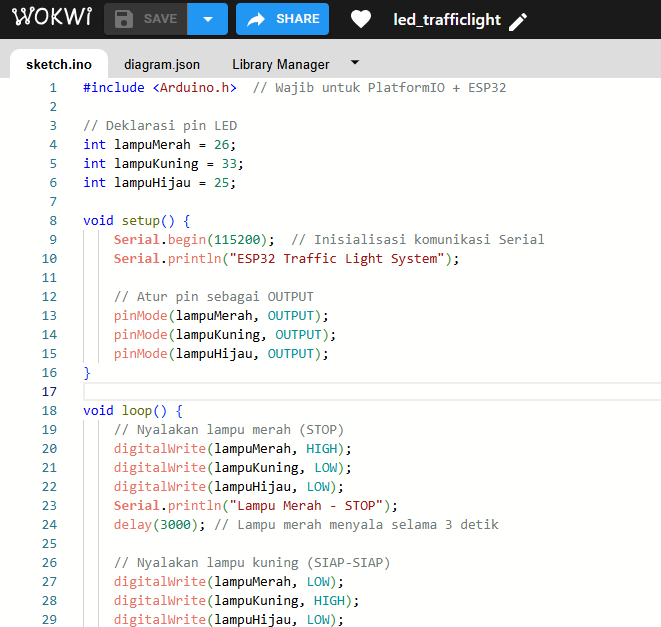 WOKWi SAVE SHARE led_trafficlight
sketch.ino diagram.json Library Manager
1 #include <Arduino.h>  // Wajib untuk PlatformIO + ESP32
2
3 // Deklarasi pin LED
4 int lampuMerah = 26;
5 int lampuKuning = 33;
6 int lampuHijau = 25;
7
8 void setup() {
9     Serial.begin(115200);  // Inisialisasi komunikasi Serial
10     Serial.println("ESP32 Traffic Light System");
11
12     // Atur pin sebagai OUTPUT
13     pinMode(lampuMerah, OUTPUT);
14     pinMode(lampuKuning, OUTPUT);
15     pinMode(lampuHijau, OUTPUT);
16 }
17
18 void loop() {
19     // Nyalakan lampu merah (STOP)
20     digitalWrite(lampuMerah, HIGH);
21     digitalWrite(lampuKuning, LOW);
22     digitalWrite(lampuHijau, LOW);
23     Serial.println("Lampu Merah - STOP");
24     delay(3000); // Lampu merah menyala selama 3 detik
25
26     // Nyalakan lampu kuning (SIAP-SIAP)
27     digitalWrite(lampuMerah, LOW);
28     digitalWrite(lampuKuning, HIGH);
29     digitalWrite(lampuHijau, LOW);